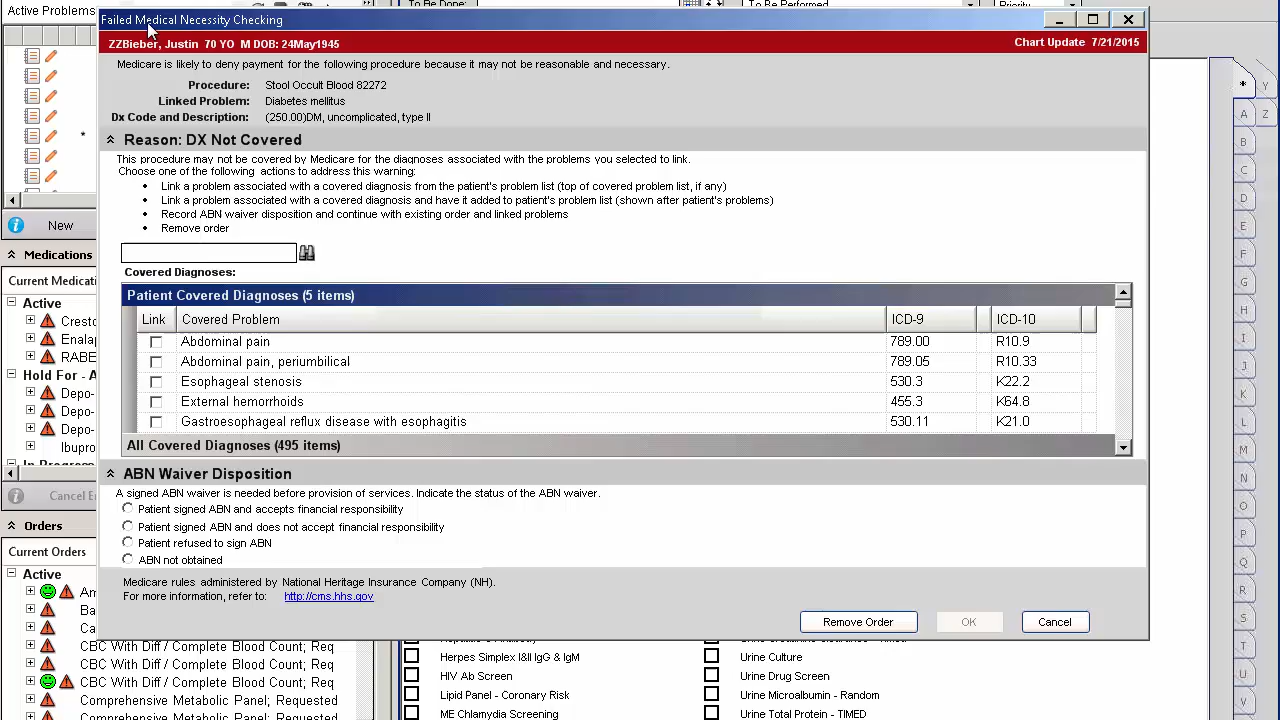 Active Problems
To Be Done:
To Be Performed
Priority
Failed Medical Necessity Checking
ZZBieber, Justin 70 YO M DOB: 24May1945
Chart Update 7/21/2015
Medicare is likely to deny payment for the following procedure because it may not be reasonable and necessary.
Procedure: Stool Occult Blood 82272
Linked Problem: Diabetes mellitus
Dx Code and Description: (250.00)DM, uncomplicated, type II
Reason: DX Not Covered
This procedure may not be covered by Medicare for the diagnoses associated with the problems you selected to link.
Choose one of the following actions to address this warning:
• Link a problem associated with a covered diagnosis from the patient's problem list (top of covered problem list, if any)
• Link a problem associated with a covered diagnosis and have it added to patient's problem list (shown after patient's problems)
• Record ABN waiver disposition and continue with existing order and linked problems
• Remove order
Covered Diagnoses:
Patient Covered Diagnoses (5 items)
Link Covered Problem ICD-9 ICD-10
Abdominal pain 789.00 R10.9
Abdominal pain, periumbilical 789.05 R10.33
Esophageal stenosis 530.3 K22.2
External hemorrhoids 455.3 K64.8
Gastroesophageal reflux disease with esophagitis 530.11 K21.0
All Covered Diagnoses (495 items)
ABN Waiver Disposition
A signed ABN waiver is needed before provision of services. Indicate the status of the ABN waiver.
Patient signed ABN and accepts financial responsibility
Patient signed ABN and does not accept financial responsibility
Patient refused to sign ABN
ABN not obtained
Medicare rules administered by National Heritage Insurance Company (NH).
For more information, refer to: http://cms.hhs.gov
Remove Order OK Cancel
*
New
Medications
Current Medicati
Active
Cresto
Enala
RABE
Hold For - A
Depo-
Depo-
Depo-
Ibupro
In Progress
Cancel E
Orders
Current Orders
Active
Am
Ba
Ca
CBC With Diff / Complete Blood Count; Req
CBC With Diff / Complete Blood Count; Req
CBC With Diff / Complete Blood Count; Req
Comprehensive Metabolic Panel; Requested
Comprehensive Metabolic Panel; Requested
Herpes Simplex I&II IgG & IgM
HIV Ab Screen
Lipid Panel - Coronary Risk
ME Chlamydia Screening
Urine Culture
Urine Drug Screen
Urine Microalbumin - Random
Urine Total Protein - TIMED
* Y
A Z
B
C
D
E
F
G
H
I
J
K
L
M
N
O
P
Q
R
S
T
U
V